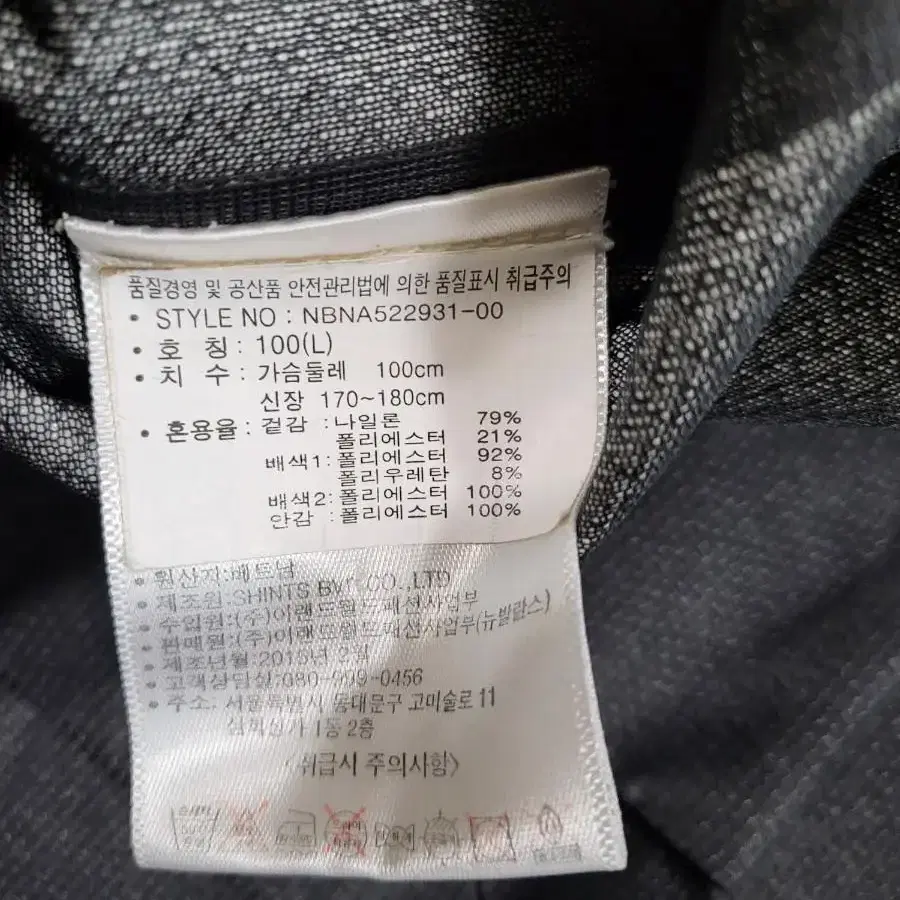 품질경영 및 공산품 안전관리법에 의한 품질표시 취급주의
• STYLE NO : NBNA522931-00
• 호 칭 : 100(L)
• 치 수 : 가슴둘레 100cm
신장 170~180cm
• 혼용율 : 겉감 : 나일론 79%
폴리에스터 21%
배색1: 폴리에스터 92%
폴리우레탄 8%
배색2: 폴리에스터 100%
안감 : 폴리에스터 100%
• 원산지:베트남
• 제조원:SHINTS BVT CO.,LTD
• 수입원:(주)이랜드월드패션사업부
• 판매원:(주)이랜드월드패션사업부(뉴발란스)
• 제조년월:2015년 2월
• 고객상담실:080-999-0456
• 주소: 서울특별시 동대문구 고미술로 11
삼희상가 1동 2층
<취급시 주의사항>